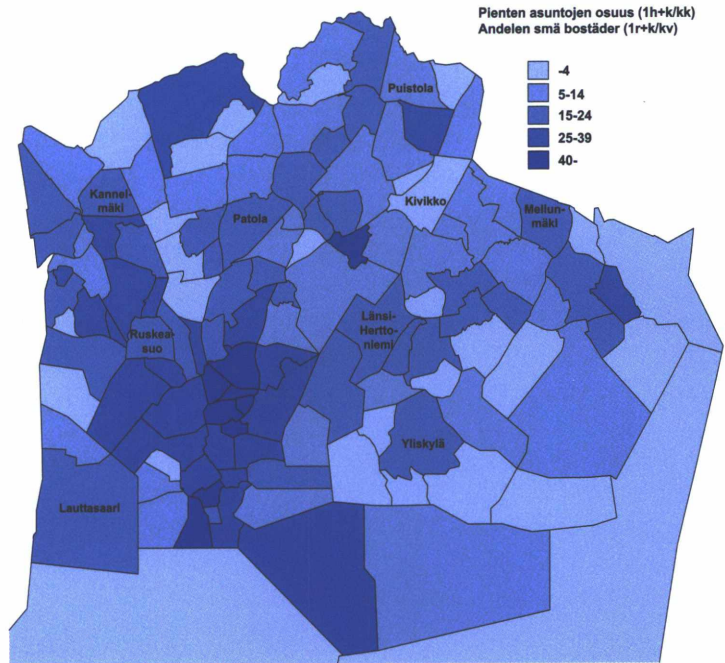 Pienten asuntojen osuus (1h+k/kk)
Andelen små bostäder (1r+k/kv)
-4
5-14
15-24
25-39
40-
Puistola
Kannel-
mäki
Patola
Kivikko
Mellun-
mäki
Ruskea-
suo
Länsi-
Hertto-
niemi
Yliskylä
Lauttasaari